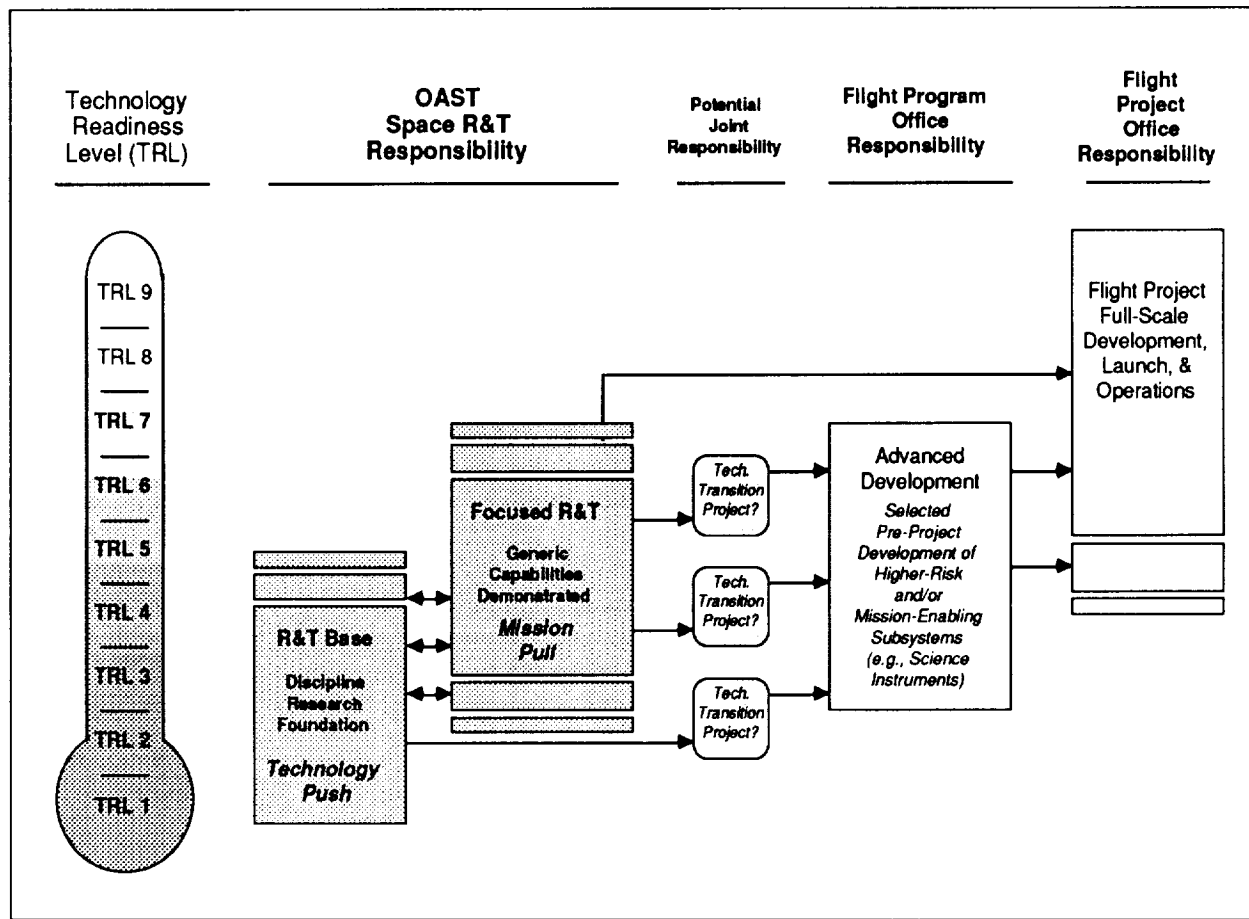 Technology
Readiness
Level (TRL)
OAST
Space R&T
Responsibility
Potential
Joint
Responsibility
Flight Program
Office
Responsibility
Flight
Project
Office
Responsibility
TRL 9
TRL 8
TRL 7
TRL 6
TRL 5
TRL 4
TRL 3
TRL 2
TRL 1
R&T Base
Discipline
Research
Foundation
Technology
Push
Focused R&T
Generic
Capabilities
Demonstrated
Mission
Pull
Tech.
Transition
Project?
Tech.
Transition
Project?
Tech.
Transition
Project?
Advanced
Development
Selected
Pre-Project
Development of
Higher-Risk
and/or
Mission-Enabling
Subsystems
(e.g., Science
Instruments)
Flight Project
Full-Scale
Development,
Launch, &
Operations